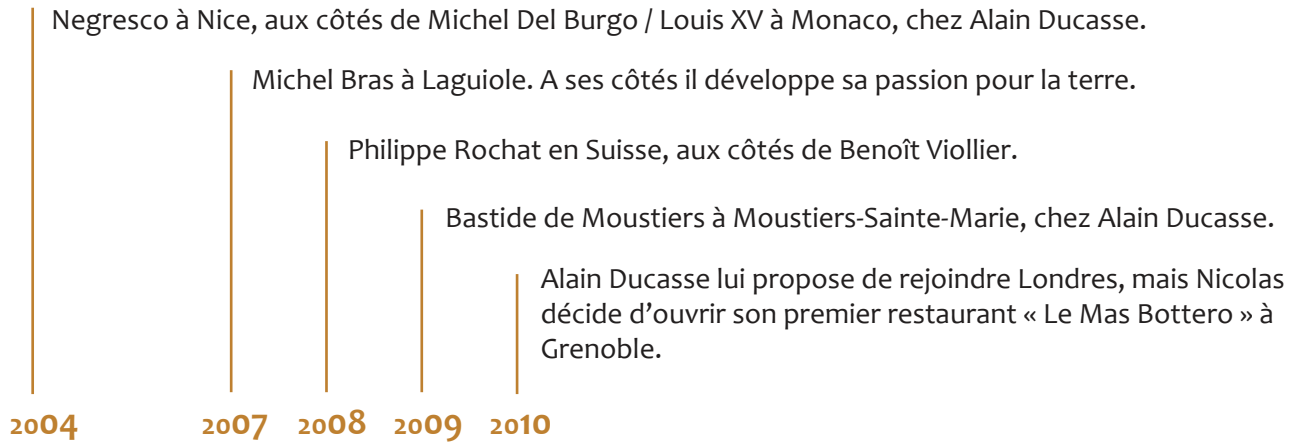 Negresco à Nice, aux côtés de Michel Del Burgo / Louis XV à Monaco, chez Alain Ducasse.
Michel Bras à Laguiole. A ses côtés il développe sa passion pour la terre.
Philippe Rochat en Suisse, aux côtés de Benoît Viollier.
Bastide de Moustiers à Moustiers-Sainte-Marie, chez Alain Ducasse.
Alain Ducasse lui propose de rejoindre Londres, mais Nicolas
décide d’ouvrir son premier restaurant « Le Mas Bottero » à
Grenoble.
2004 2007 2008 2009 2010